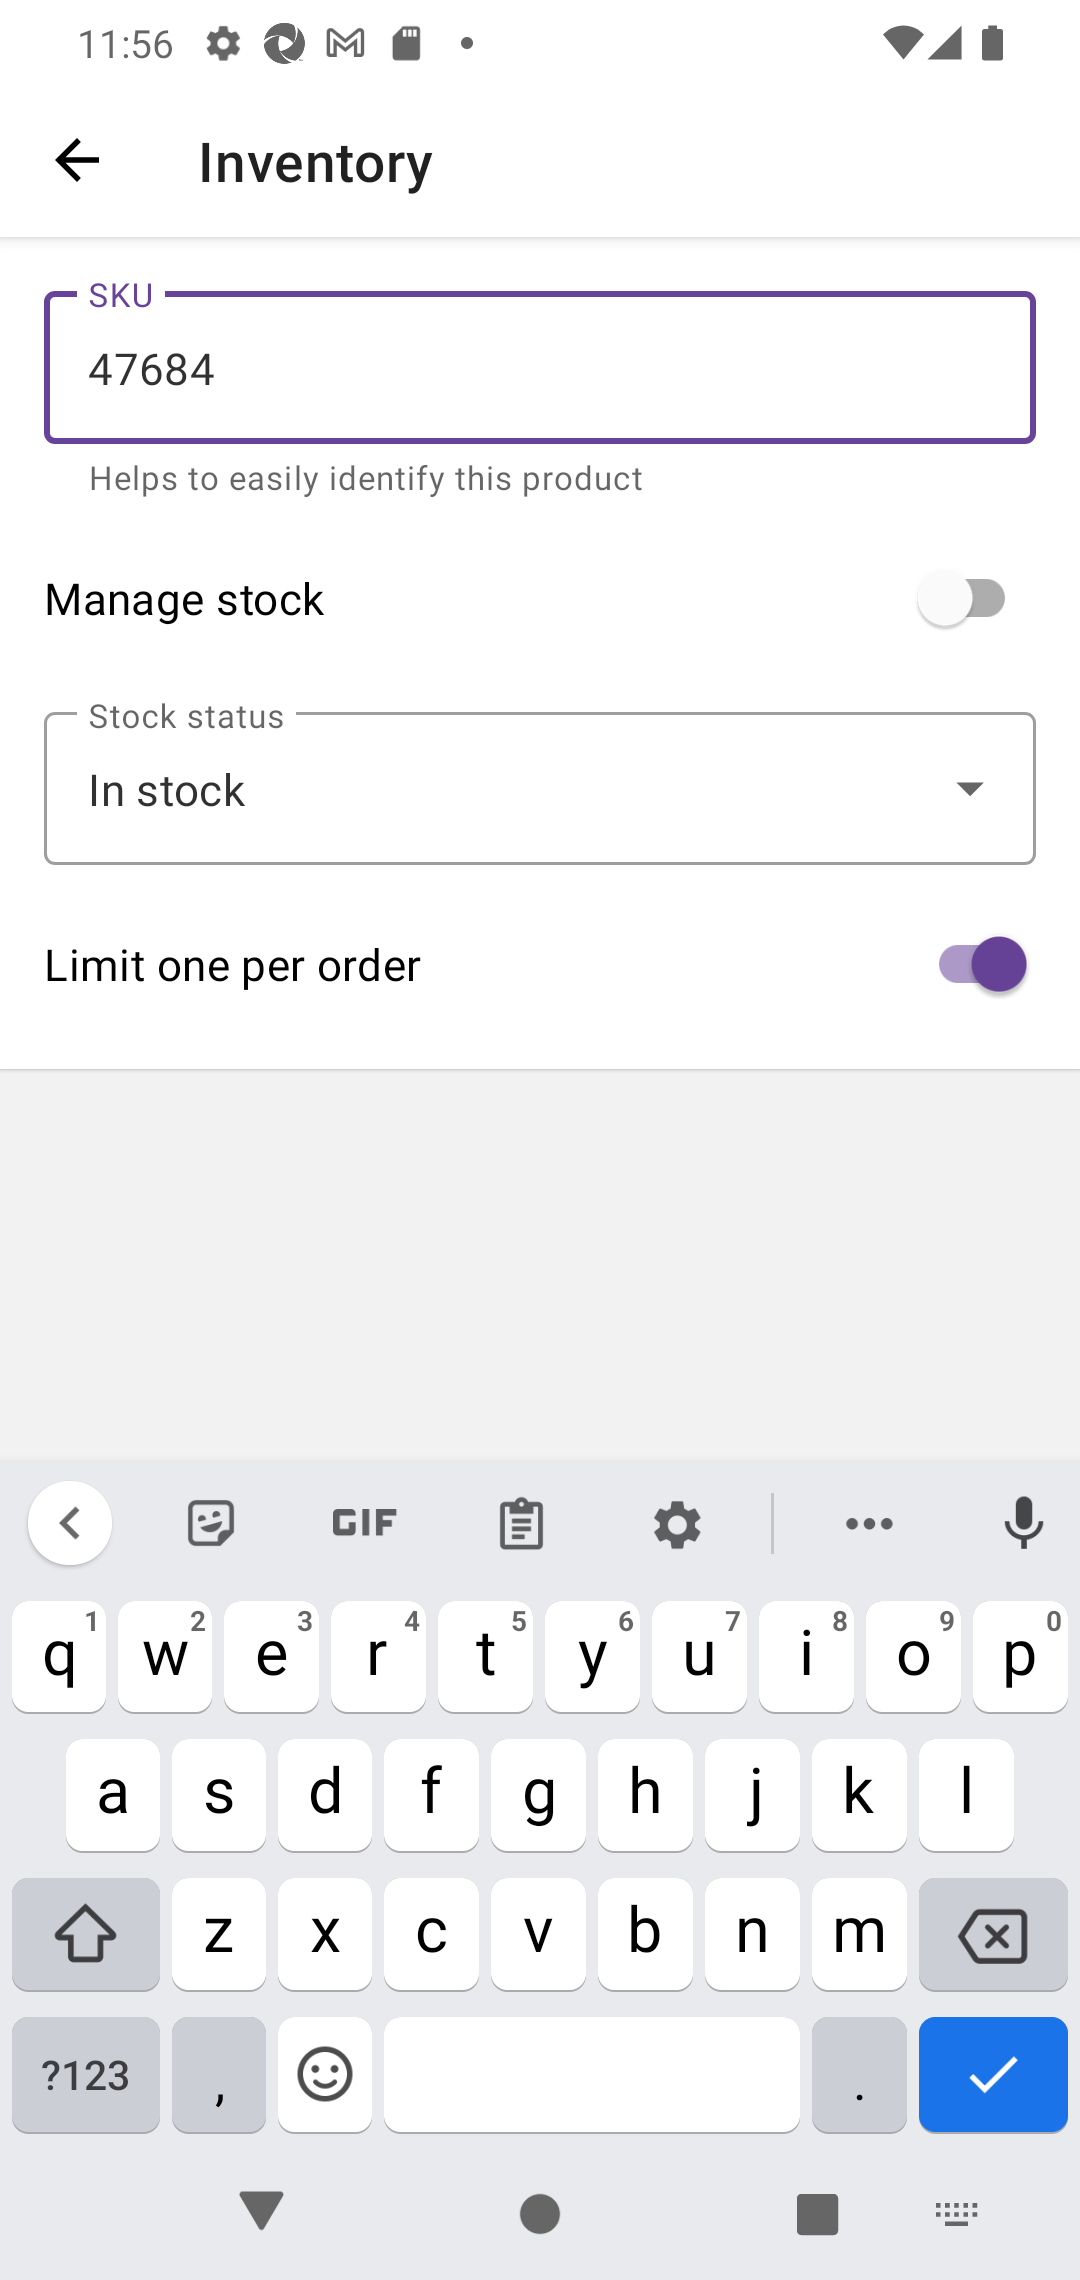 11:56
Inventory
SKU
47684
Helps to easily identify this product
Manage stock
Stock status
In stock
Limit one per order
GIF
q1 w2 e3 r4 t5 y6 u7 i8 o9 p0
a s d f g h j k l
z x c v b n m
?123 , .